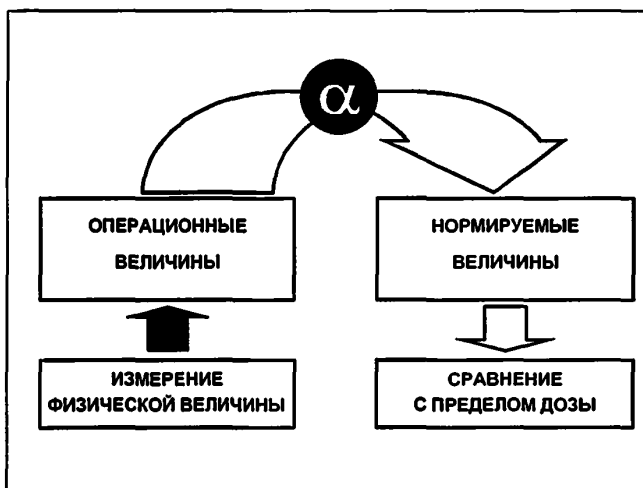 α
ОПЕРАЦИОННЫЕ
ВЕЛИЧИНЫ
НОРМИРУЕМЫЕ
ВЕЛИЧИНЫ
ИЗМЕРЕНИЕ
ФИЗИЧЕСКОЙ ВЕЛИЧИНЫ
СРАВНЕНИЕ
С ПРЕДЕЛОМ ДОЗЫ